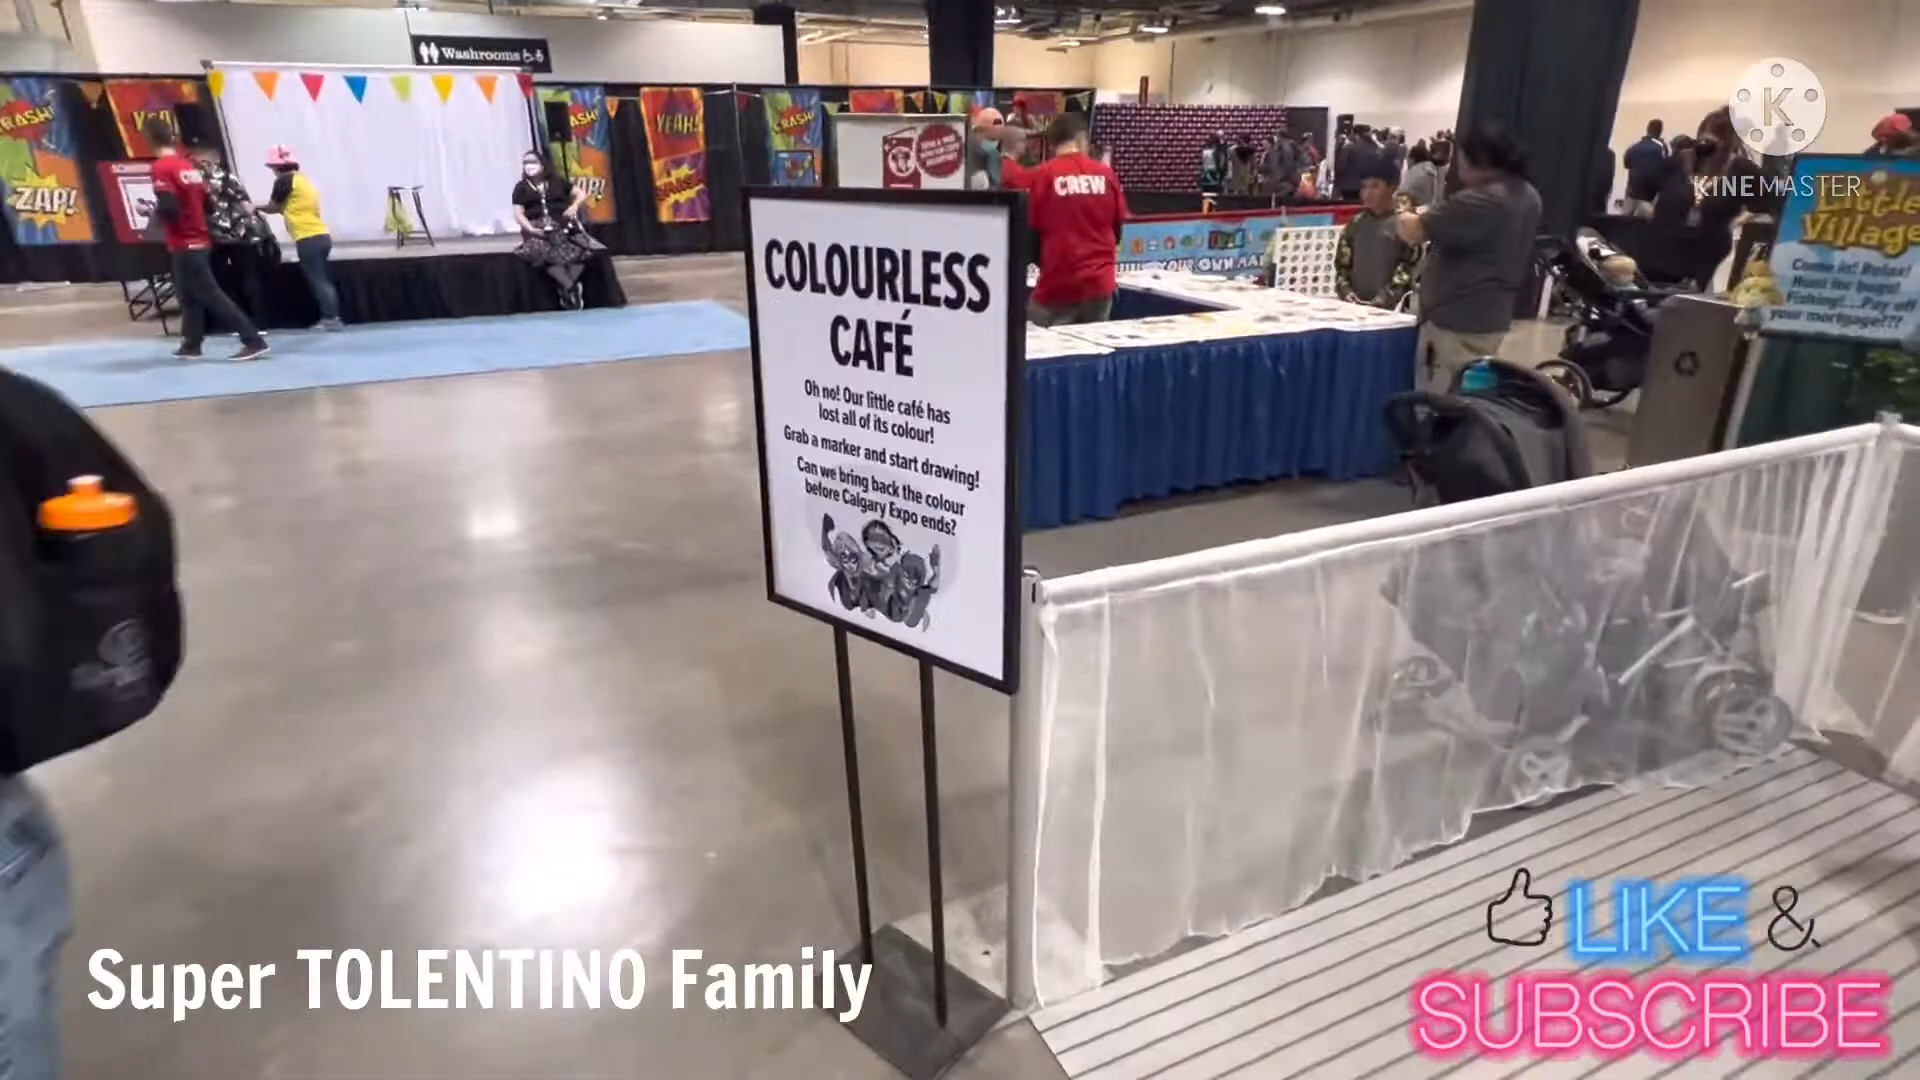 Washrooms
CRASH!
YEAH!
CRASH!
YEAH!
ZAP!
CREW
KINEMASTER
Little
Village
Come in! Relax!
Hunt for bugs!
Fishing!...Pay off
your mortgage???
COLOURLESS
CAFÉ
Oh no! Our little café has
lost all of its colour!
Grab a marker and start drawing!
Can we bring back the colour
before Calgary Expo ends?
LIKE &
SUBSCRIBE
Super TOLENTINO Family